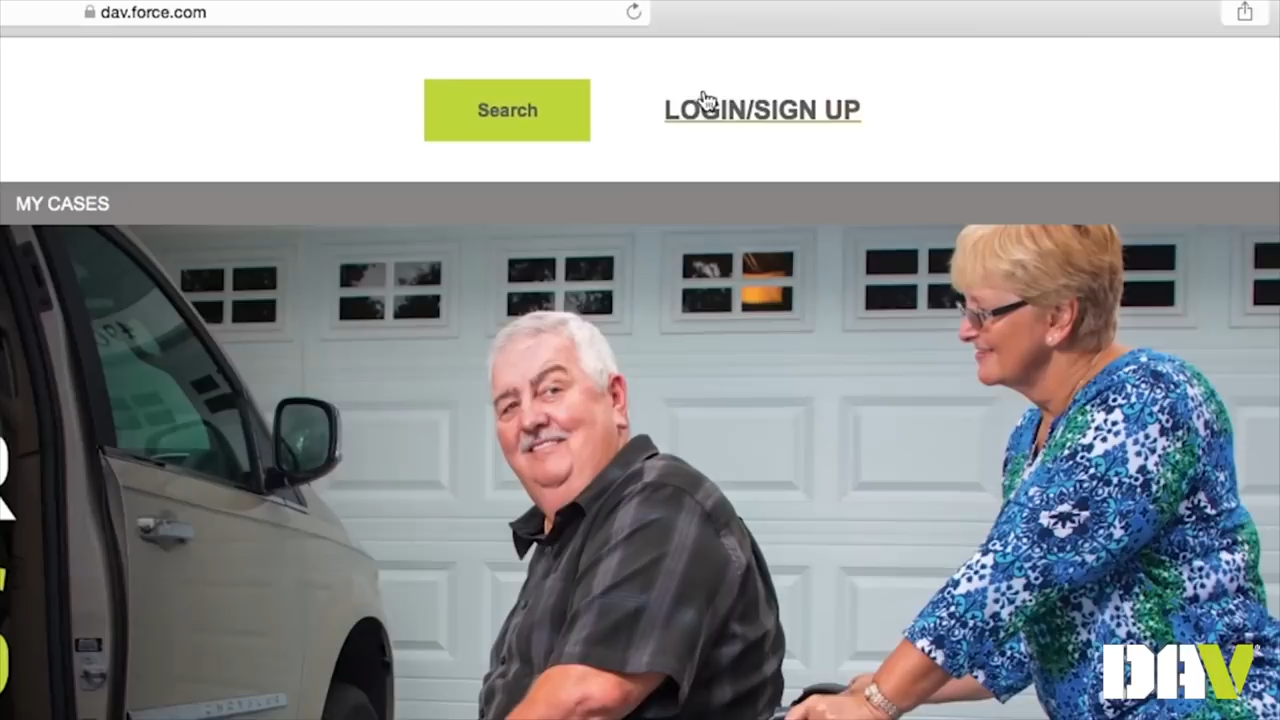 dav.force.com
Search
LOGIN/SIGN UP
MY CASES
DAV